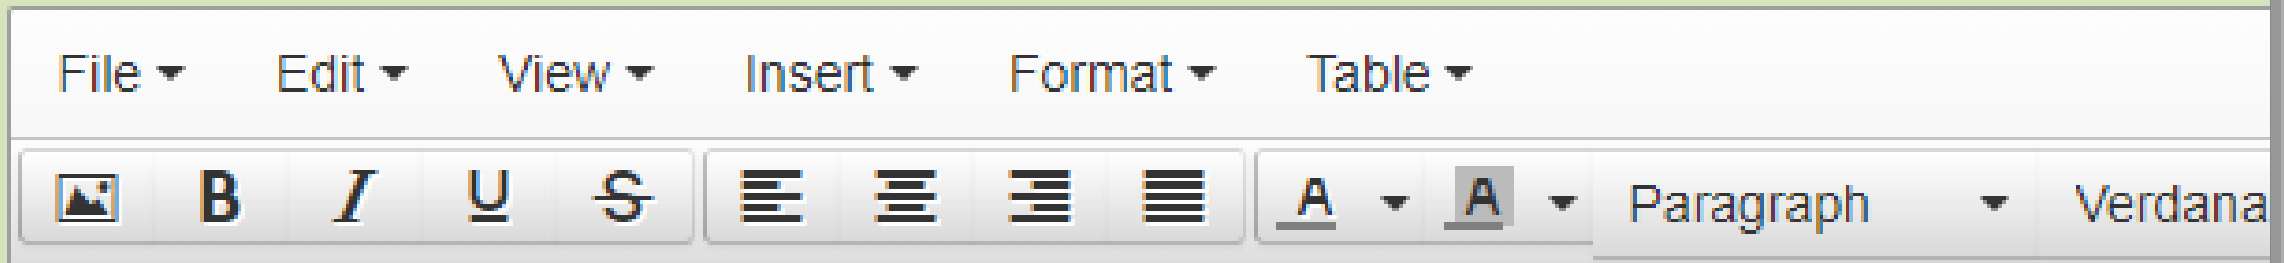 File Edit View Insert Format Table
B I U S A A Paragraph Verdana